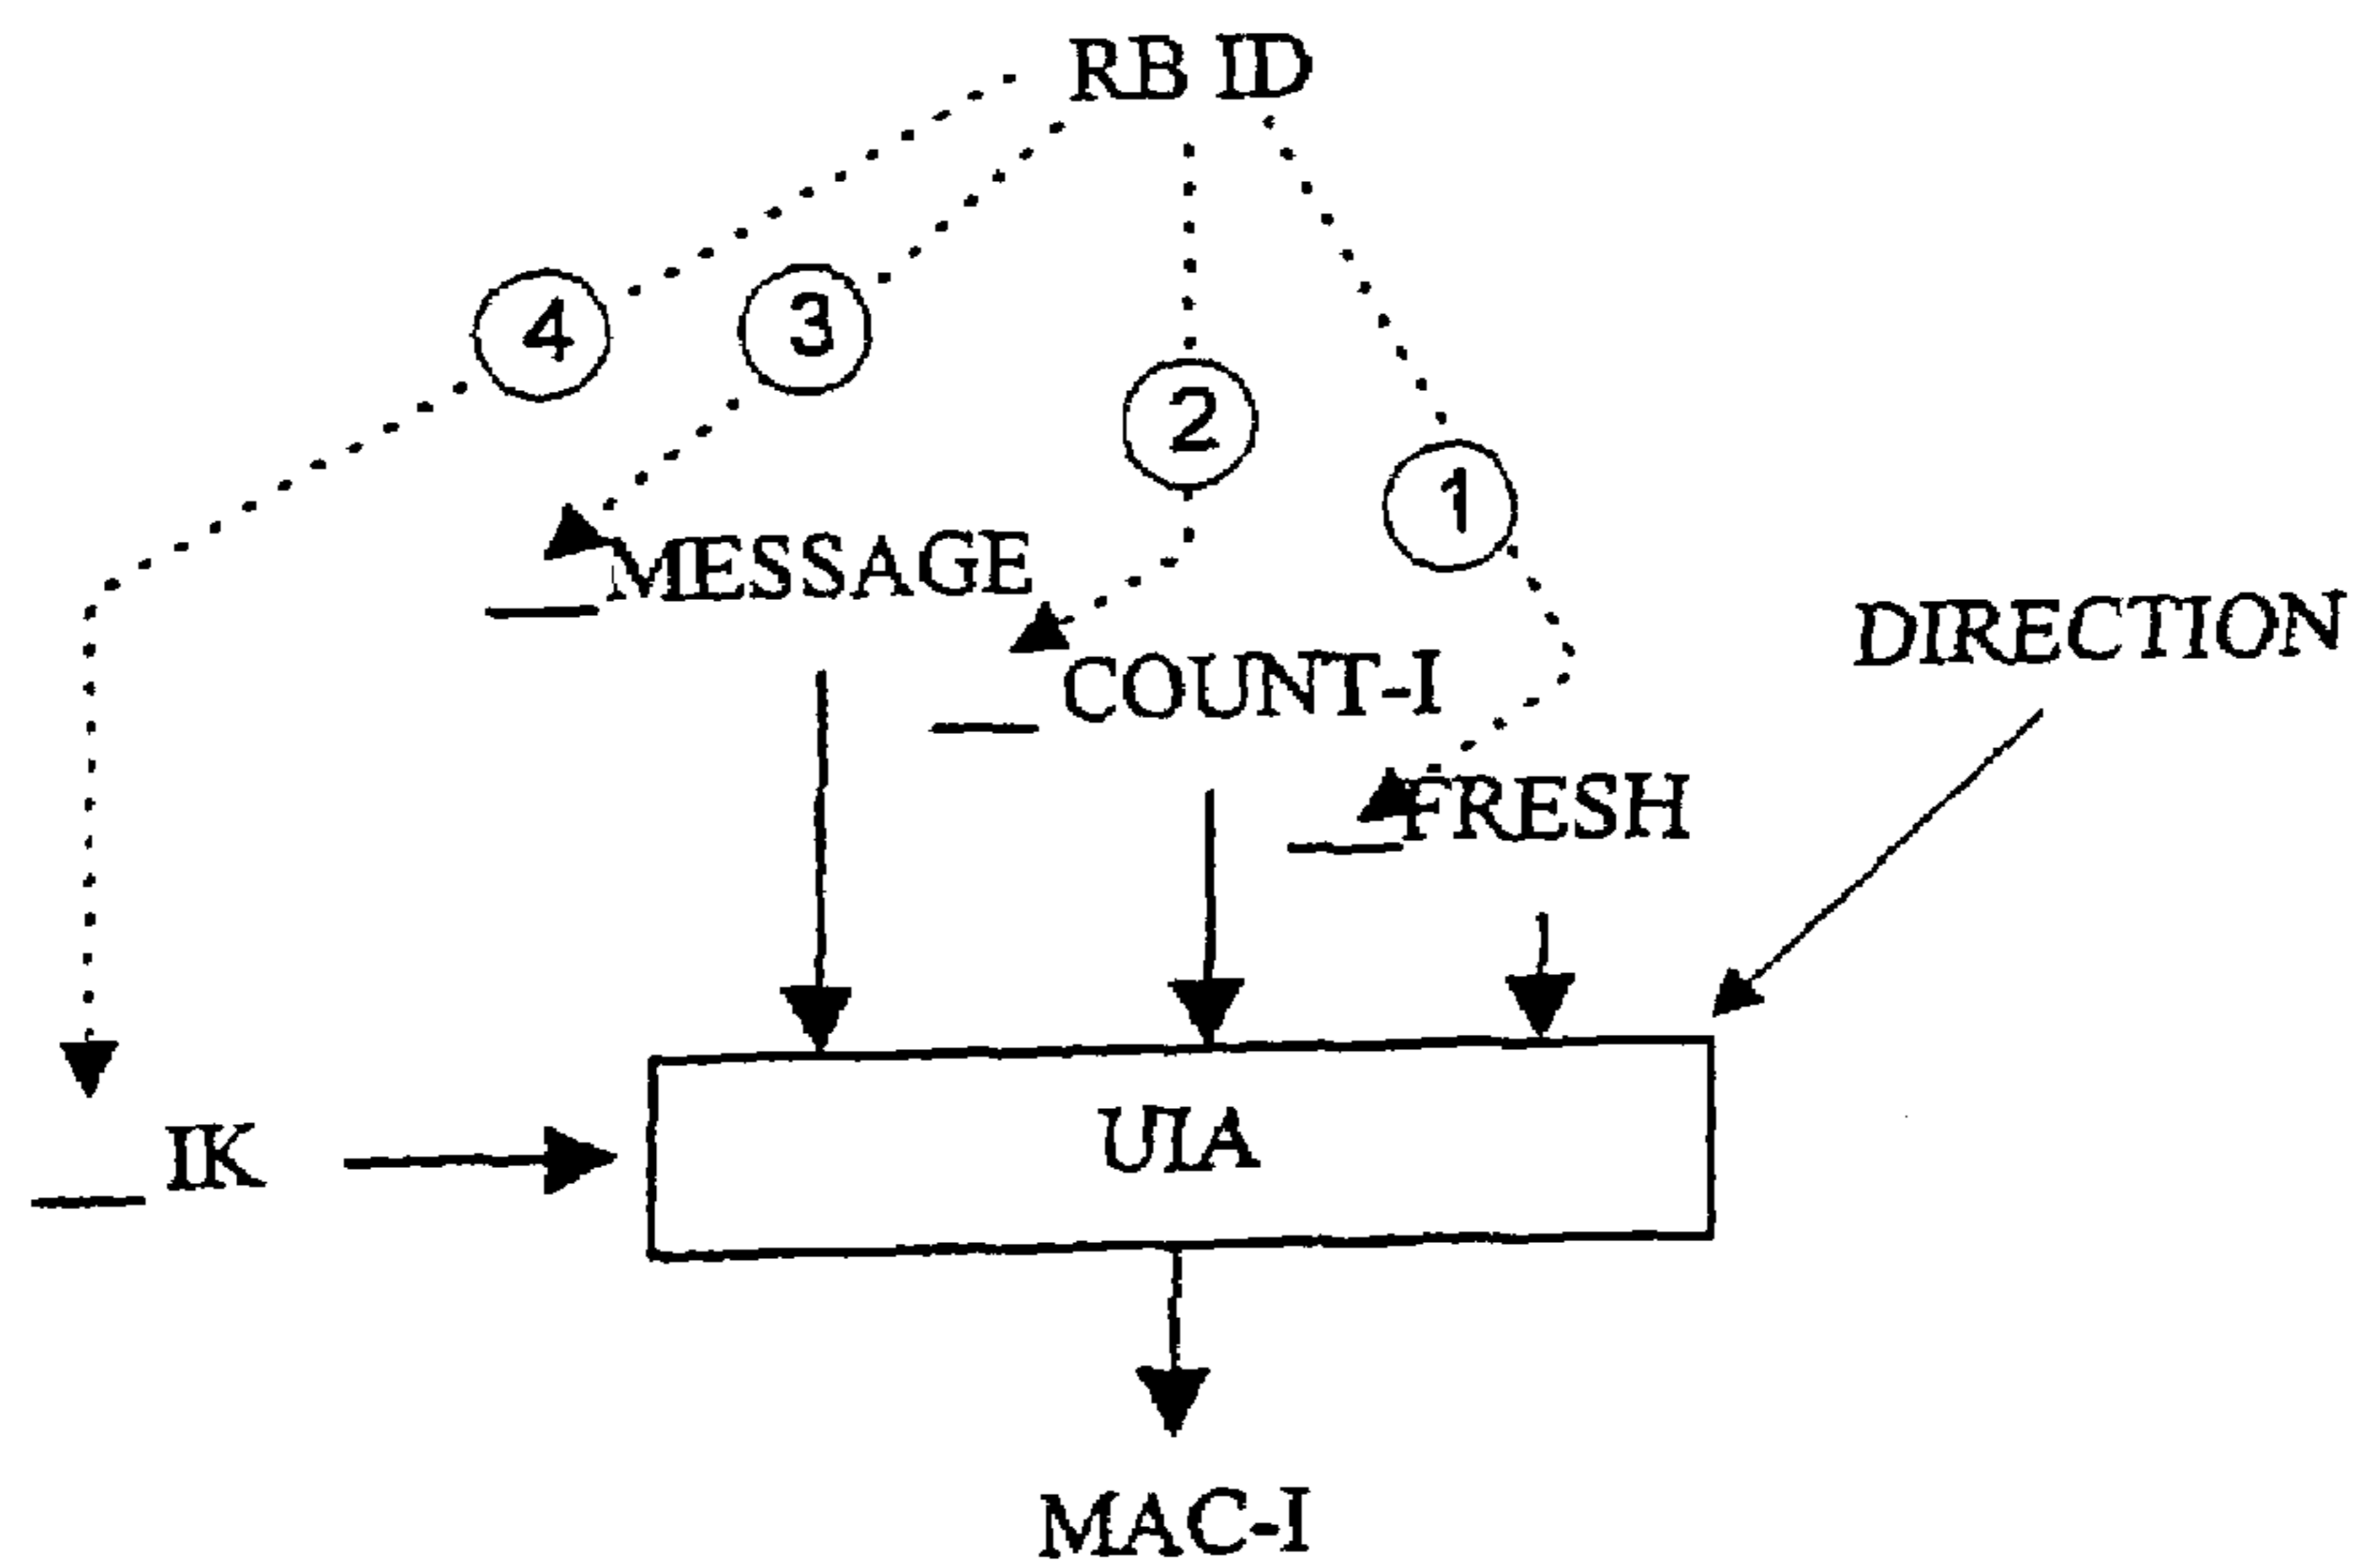 RB ID
4
3
2
1
MESSAGE
DIRECTION
COUNT-I
FRESH
UIA
IK
MAC-I